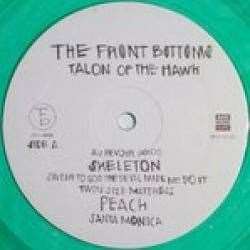 THE FRONT BOTTOMS
TALON OF THE HAWK
SIDE A
AU REVOIR (ADIOS)
SKELETON
SWEAR TO GOD THE DEVIL MADE ME DO IT
TWIN SIZE MATTRESS
PEACH
SANTA MONICA